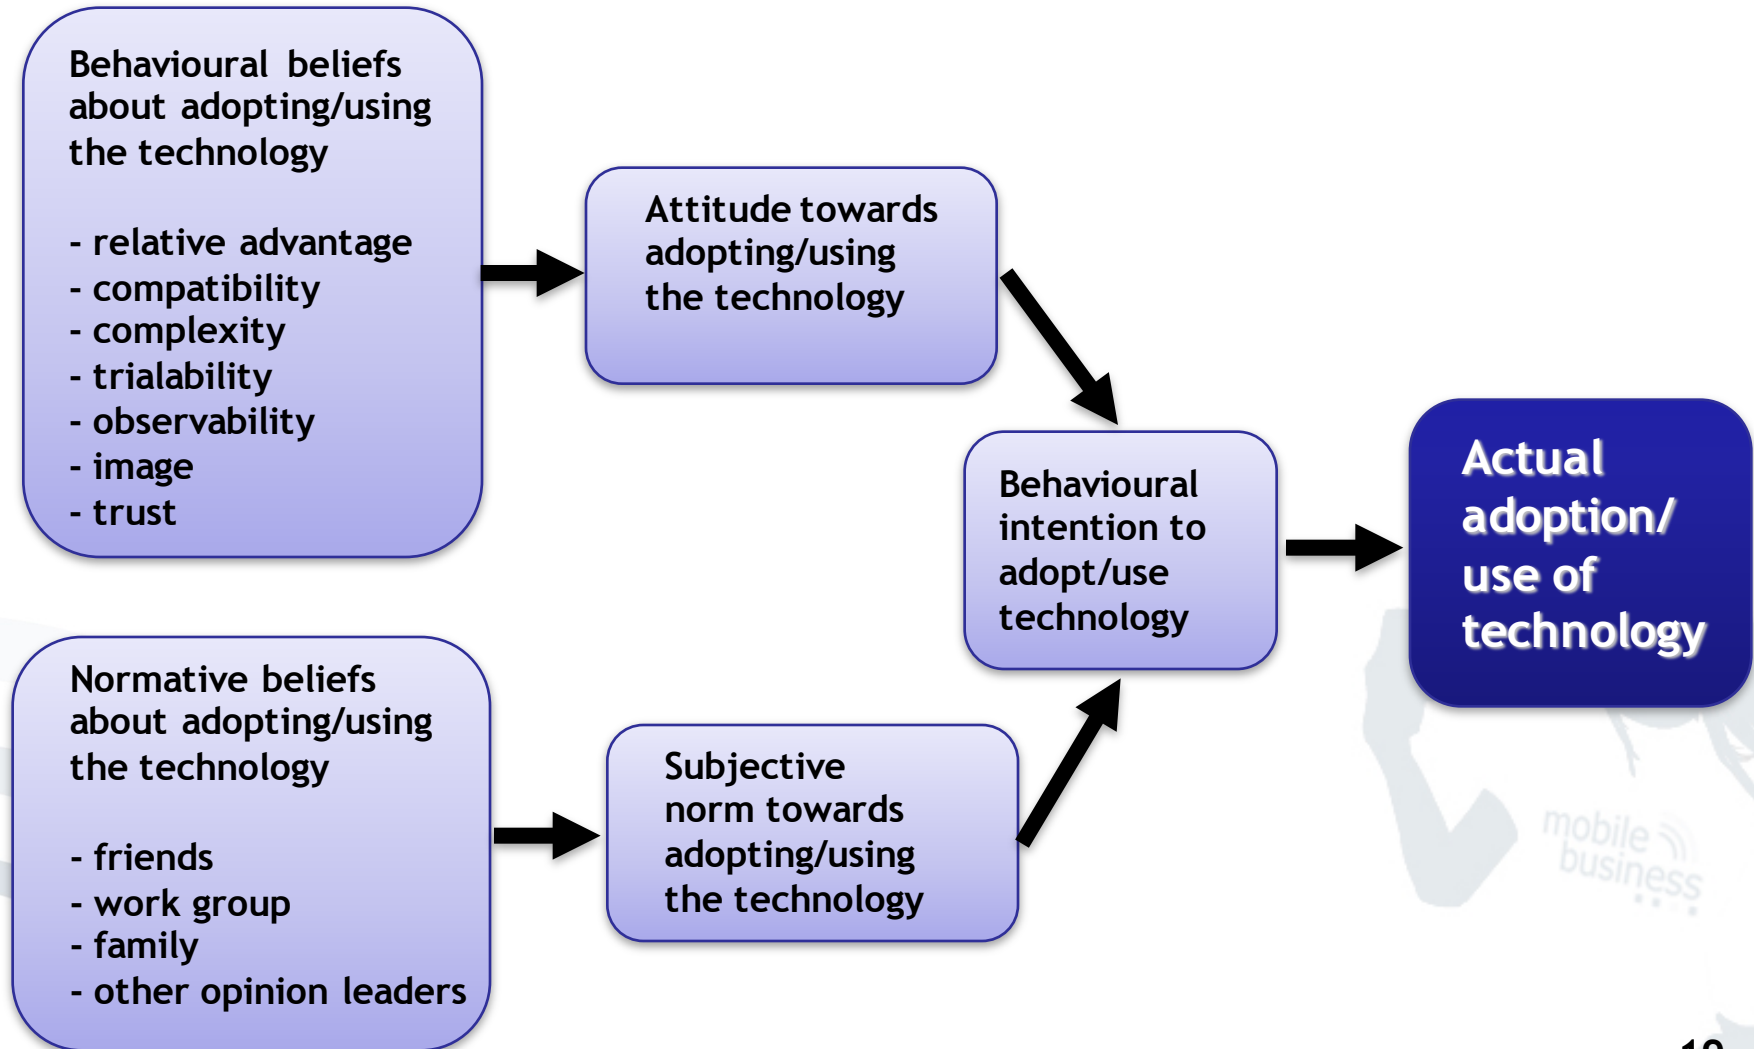 Behavioural beliefs
about adopting/using
the technology
- relative advantage
- compatibility
- complexity
- trialability
- observability
- image
- trust
Attitude towards
adopting/using
the technology
Behavioural
intention to
adopt/use
technology
Actual
adoption/
use of
technology
Normative beliefs
about adopting/using
the technology
- friends
- work group
- family
- other opinion leaders
Subjective
norm towards
adopting/using
the technology
mobile
business